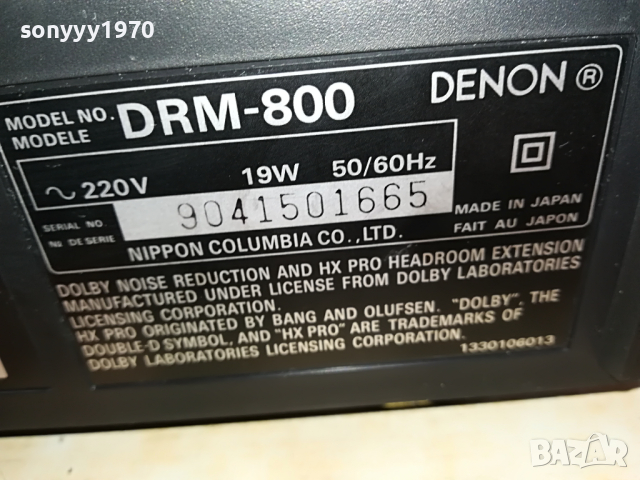 sonyyy1970
MODEL NO.
MODELE
DRM-800
DENON ®
~ 220V 19W 50/60Hz
SERIAL NO.
NI DE SERIE
9041501665
MADE IN JAPAN
FAIT AU JAPON
NIPPON COLUMBIA CO.,LTD.
DOLBY NOISE REDUCTION AND HX PRO HEADROOM EXTENSION
MANUFACTURED UNDER LICENSE FROM DOLBY LABORATORIES
LICENSING CORPORATION.
HX PRO ORIGINATED BY BANG AND OLUFSEN. "DOLBY", THE
DOUBLE-D SYMBOL, AND "HX PRO" ARE TRADEMARKS OF
DOLBY LABORATORIES LICENSING CORPORATION.
1330106013
BAZAR